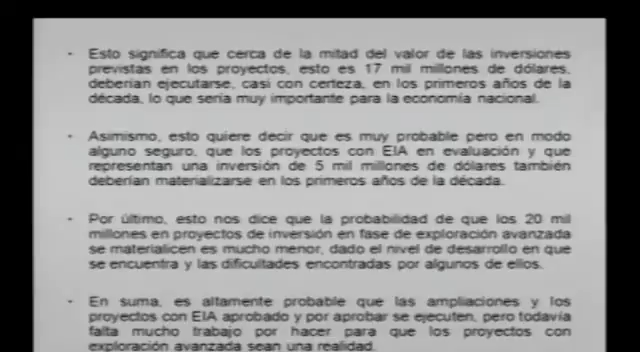 - Esto significa que cerca de la mitad del valor de las inversiones
previstas en los proyectos, esto es 17 mil millones de dólares,
deberían ejecutarse, casi con certeza, en los primeros años de la
década, lo que sería muy importante para la economía nacional.
- Asimismo, esto quiere decir que es muy probable pero en modo
alguno seguro, que los proyectos con EIA en evaluación y que
representan una inversión de 5 mil millones de dólares también
deberían materializarse en los primeros años de la década.
- Por último, esto nos dice que la probabilidad de que los 20 mil
millones en proyectos de inversión en fase de exploración avanzada
se materialicen es mucho menor, dado el nivel de desarrollo en que
se encuentra y las dificultades encontradas por algunos de ellos.
- En suma, es altamente probable que las ampliaciones y los
proyectos con EIA aprobado y por aprobar se ejecuten, pero todavía
falta mucho trabajo por hacer para que los proyectos con
exploración avanzada sean una realidad.